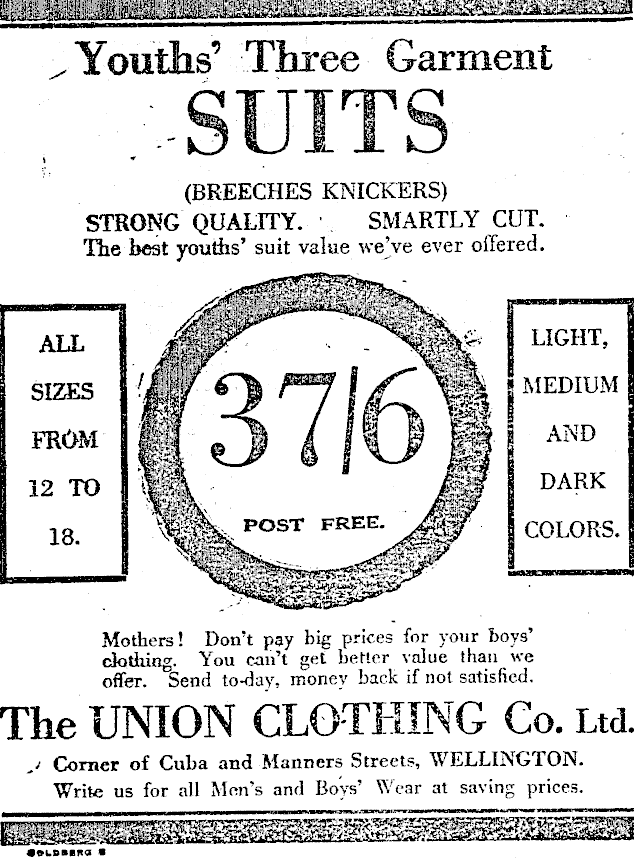 Youths' Three Garment
SUITS
(BREECHES KNICKERS)
STRONG QUALITY. SMARTLY CUT.
The best youths' suit value we've ever offered.
ALL
SIZES
FROM
12 TO
18.
37/6
POST FREE.
LIGHT,
MEDIUM
AND
DARK
COLORS.
Mothers! Don't pay big prices for your boys'
clothing. You can't get better value than we
offer. Send to-day, money back if not satisfied.
The UNION CLOTHING Co. Ltd.
Corner of Cuba and Manners Streets, WELLINGTON.
Write us for all Men's and Boys' Wear at saving prices.
GOLDBERG